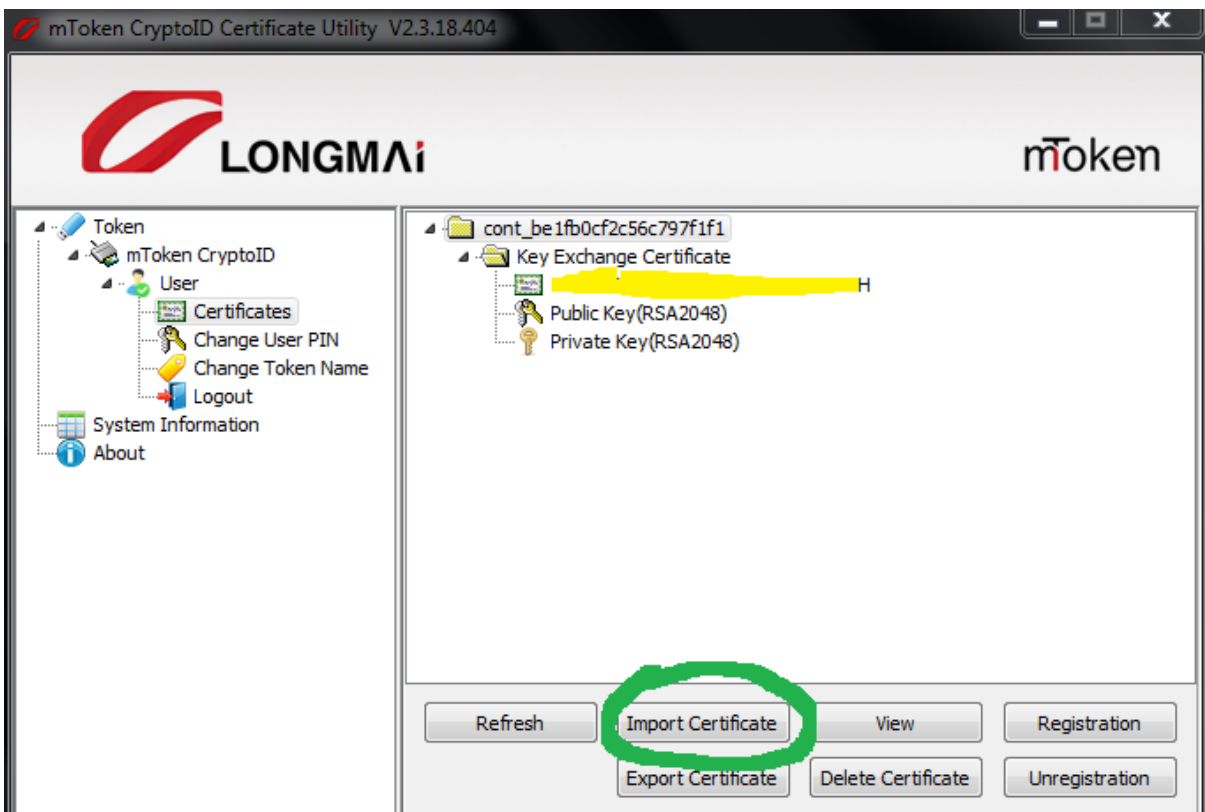 mToken CryptoID Certificate Utility V2.3.18.404
LONGMAi
mToken
Token
mToken CryptoID
User
Certificates
Change User PIN
Change Token Name
Logout
System Information
About
cont_be1fb0cf2c56c797f1f1
Key Exchange Certificate
H
Public Key(RSA2048)
Private Key(RSA2048)
Refresh
Import Certificate
View
Registration
Export Certificate
Delete Certificate
Unregistration